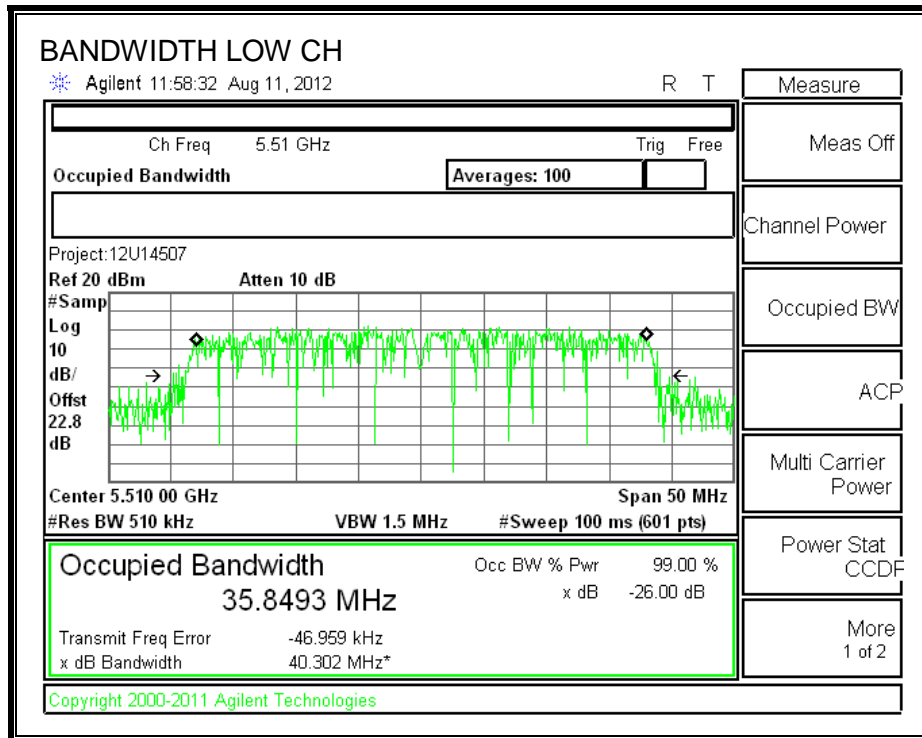 BANDWIDTH LOW CH
Agilent 11:58:32 Aug 11, 2012 R T
Measure
Ch Freq 5.51 GHz Trig Free
Meas Off
Occupied Bandwidth Averages: 100
Channel Power
Project:12U14507
Ref 20 dBm Atten 10 dB
#Samp
Log
10
dB/
Offst
22.8
dB
Occupied BW
ACP
Center 5.510 00 GHz Span 50 MHz
#Res BW 510 kHz VBW 1.5 MHz #Sweep 100 ms (601 pts)
Multi Carrier
Power
Occupied Bandwidth Occ BW % Pwr 99.00 %
35.8493 MHz x dB -26.00 dB
Transmit Freq Error -46.959 kHz
x dB Bandwidth 40.302 MHz*
Power Stat
CCDF
More
1 of 2
Copyright 2000-2011 Agilent Technologies